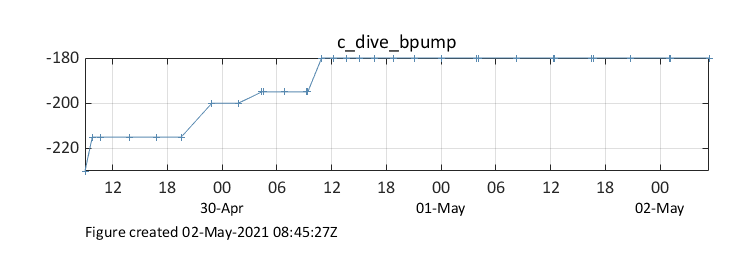 c_dive_bpump
-180
-200
-220
12 18 00 06 12 18 00 06 12 18 00
30-Apr 01-May 02-May
Figure created 02-May-2021 08:45:27Z